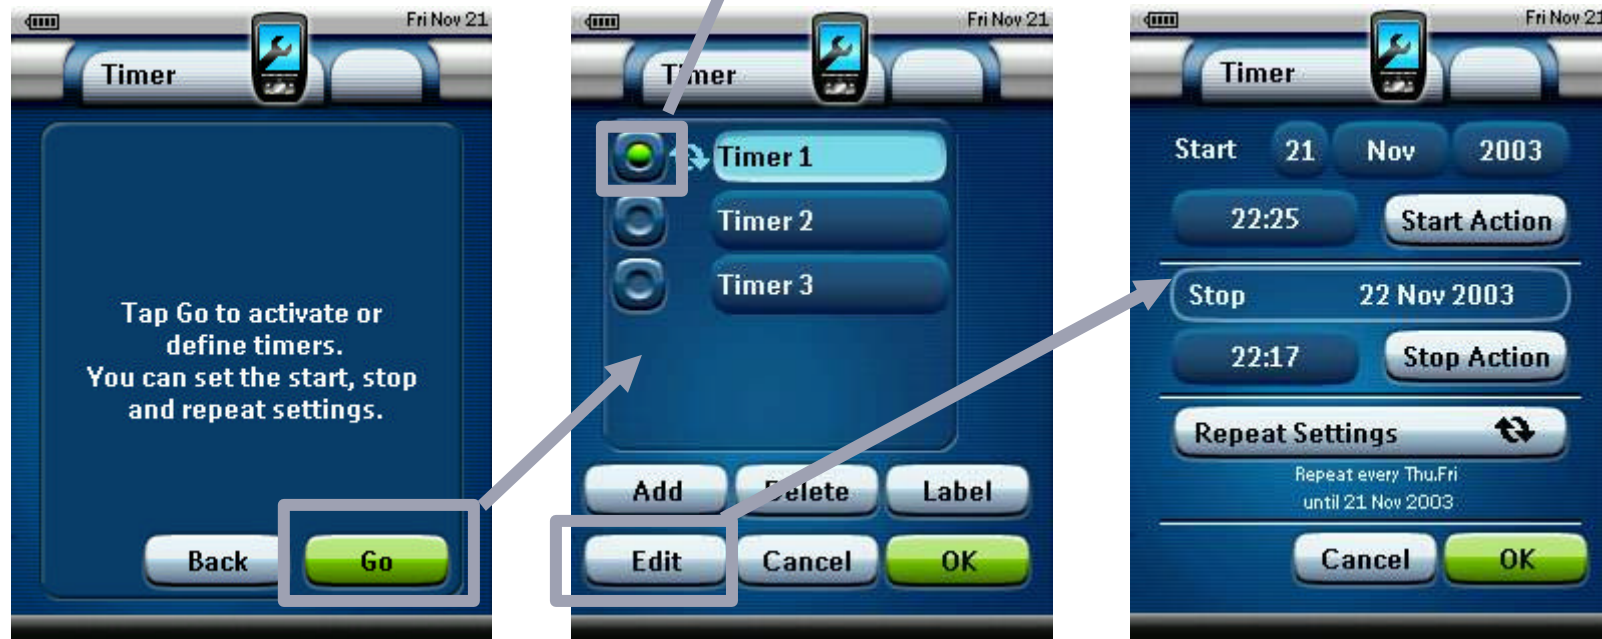 Fri Nov 21
Timer
Tap Go to activate or
define timers.
You can set the start, stop
and repeat settings.
Back
Go
Fri Nov 21
Timer
Timer 1
Timer 2
Timer 3
Add
Delete
Label
Edit
Cancel
OK
Fri Nov 21
Timer
Start 21 Nov 2003
22:25 Start Action
Stop 22 Nov 2003
22:17 Stop Action
Repeat Settings
Repeat every Thu.Fri
until 21 Nov 2003
Cancel
OK